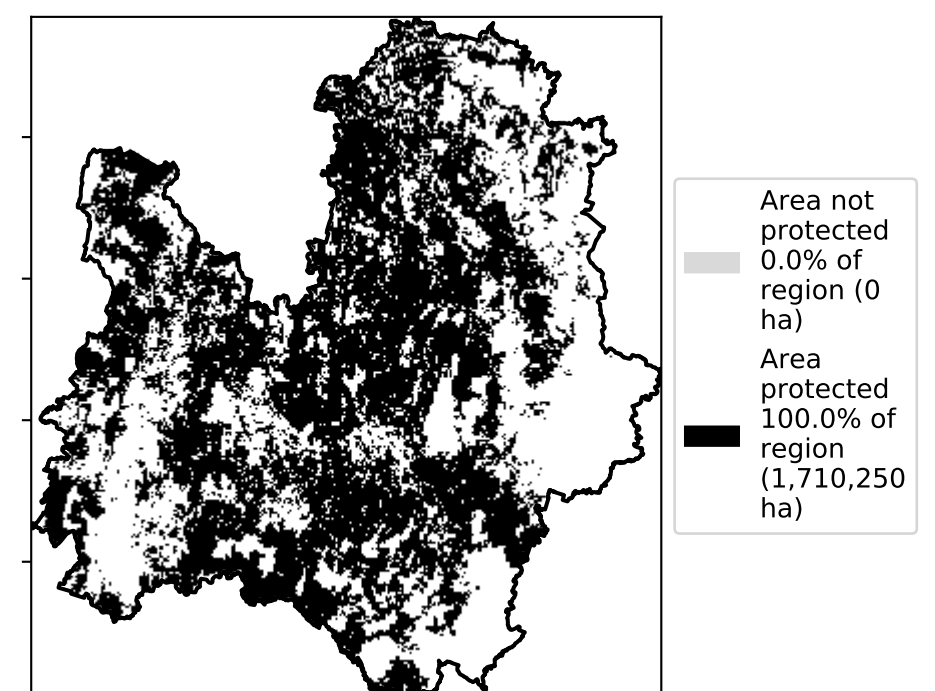 Area not
protected
0.0% of
region (0
ha)
Area
protected
100.0% of
region
(1,710,250
ha)